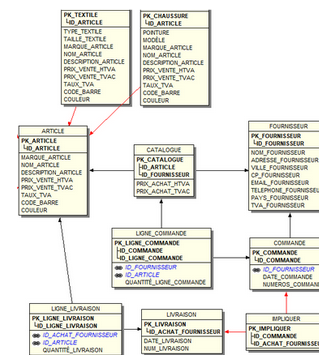 PK_TEXTILE
ID_ARTICLE
TYPE_TEXTILE
TAILLE_TEXTILE
MARQUE_ARTICLE
NOM_ARTICLE
DESCRIPTION_ARTICLE
PRIX_VENTE_HTVA
PRIX_VENTE_TVAC
TAUX_TVA
CODE_BARRE
COULEUR
PK_CHAUSSURE
ID_ARTICLE
POINTURE
MODÈLE
MARQUE_ARTICLE
NOM_ARTICLE
DESCRIPTION_ARTICLE
PRIX_VENTE_HTVA
PRIX_VENTE_TVAC
TAUX_TVA
CODE_BARRE
COULEUR
ARTICLE
PK_ARTICLE
ID_ARTICLE
MARQUE_ARTICLE
NOM_ARTICLE
DESCRIPTION_ARTICLE
PRIX_VENTE_HTVA
PRIX_VENTE_TVAC
TAUX_TVA
CODE_BARRE
COULEUR
CATALOGUE
PK_CATALOGUE
ID_ARTICLE
ID_FOURNISSEUR
PRIX_ACHAT_HTVA
PRIX_ACHAT_TVAC
FOURNISSEUR
PK_FOURNISSEUR
ID_FOURNISSEUR
NOM_FOURNISSEUR
ADRESSE_FOURNISSEUR
VILLE_FOURNISSEUR
CP_FOURNISSEUR
EMAIL_FOURNISSEUR
TELEPHONE_FOURNISSEUR
PAYS_FOURNISSEUR
TVA_FOURNISSEUR
LIGNE_COMMANDE
PK_LIGNE_COMMANDE
ID_COMMANDE
ID_LIGNE_COMMANDE
ID_FOURNISSEUR
ID_ARTICLE
QUANTITÉ_LIGNE_COMMANDE
COMMANDE
PK_COMMANDE
ID_COMMANDE
ID_FOURNISSEUR
DATE_COMMANDE
NUMEROS_COMMANDE
LIGNE_LIVRAISON
PK_LIGNE_LIVRAISON
ID_LIGNE_LIVRAISON
ID_ACHAT_FOURNISSEUR
ID_ARTICLE
QUANTITÉ_LIVRAISON
LIVRAISON
PK_LIVRAISON
ID_ACHAT_FOURNISSEUR
DATE_LIVRAISON
NUM_LIVRAISON
IMPLIQUER
PK_IMPLIQUER
ID_COMMANDE
ID_ACHAT_FOURNISSEUR